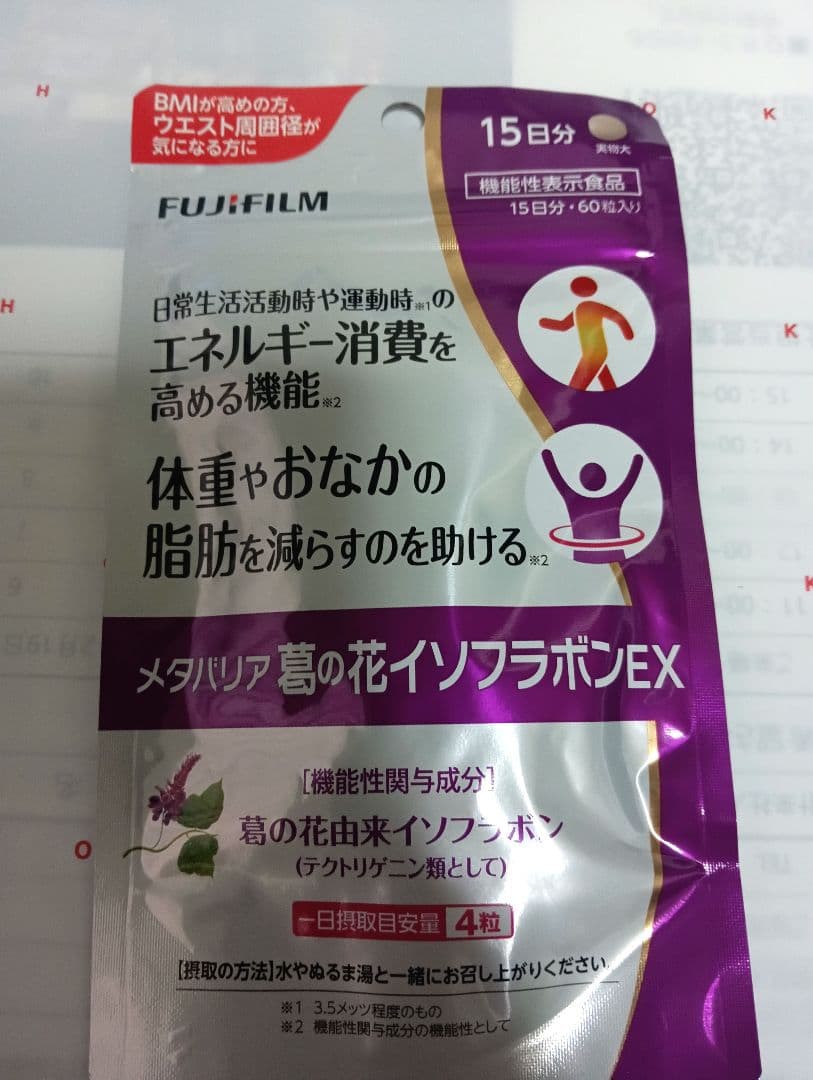 BMIが高めの方、
ウエスト周囲径が
気になる方に
15日分
実物大
機能性表示食品
15日分・60粒入り
FUJIFILM
日常生活活動時や運動時※1の
エネルギー消費を
高める機能※2
体重やおなかの
脂肪を減らすのを助ける※2
メタバリア 葛の花イソフラボンEX
[機能性関与成分]
葛の花由来イソフラボン
(テクトリゲニン類として)
一日摂取目安量 4粒
【摂取の方法】水やぬるま湯と一緒にお召し上がりください。
※1 3.5メッツ程度のもの
※2 機能性関与成分の機能性として
H
O
K
H
K
K
O